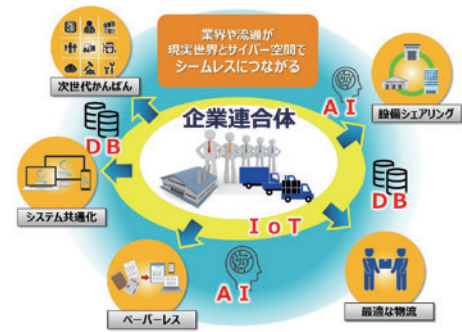 業界や流通が
現実世界とサイバー空間で
シームレスにつながる
次世代かんばん
企業連合体
AI
設備シェアリング
DB
DB
システム共通化
IoT
AI
ペーパーレス
最適な物流